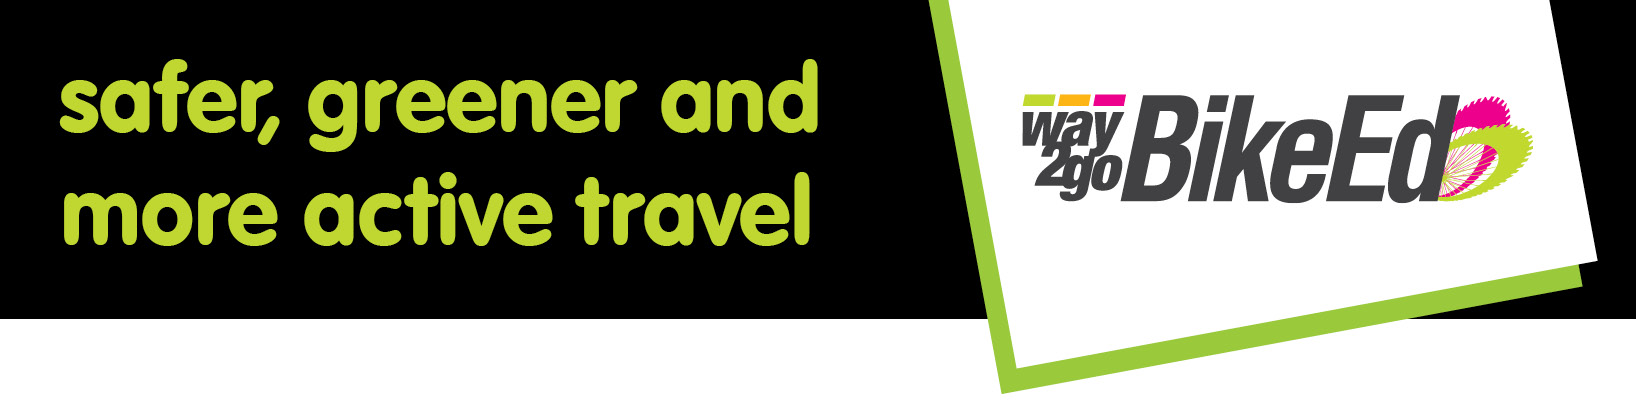 safer, greener and
more active travel
way
2go
BikeEd